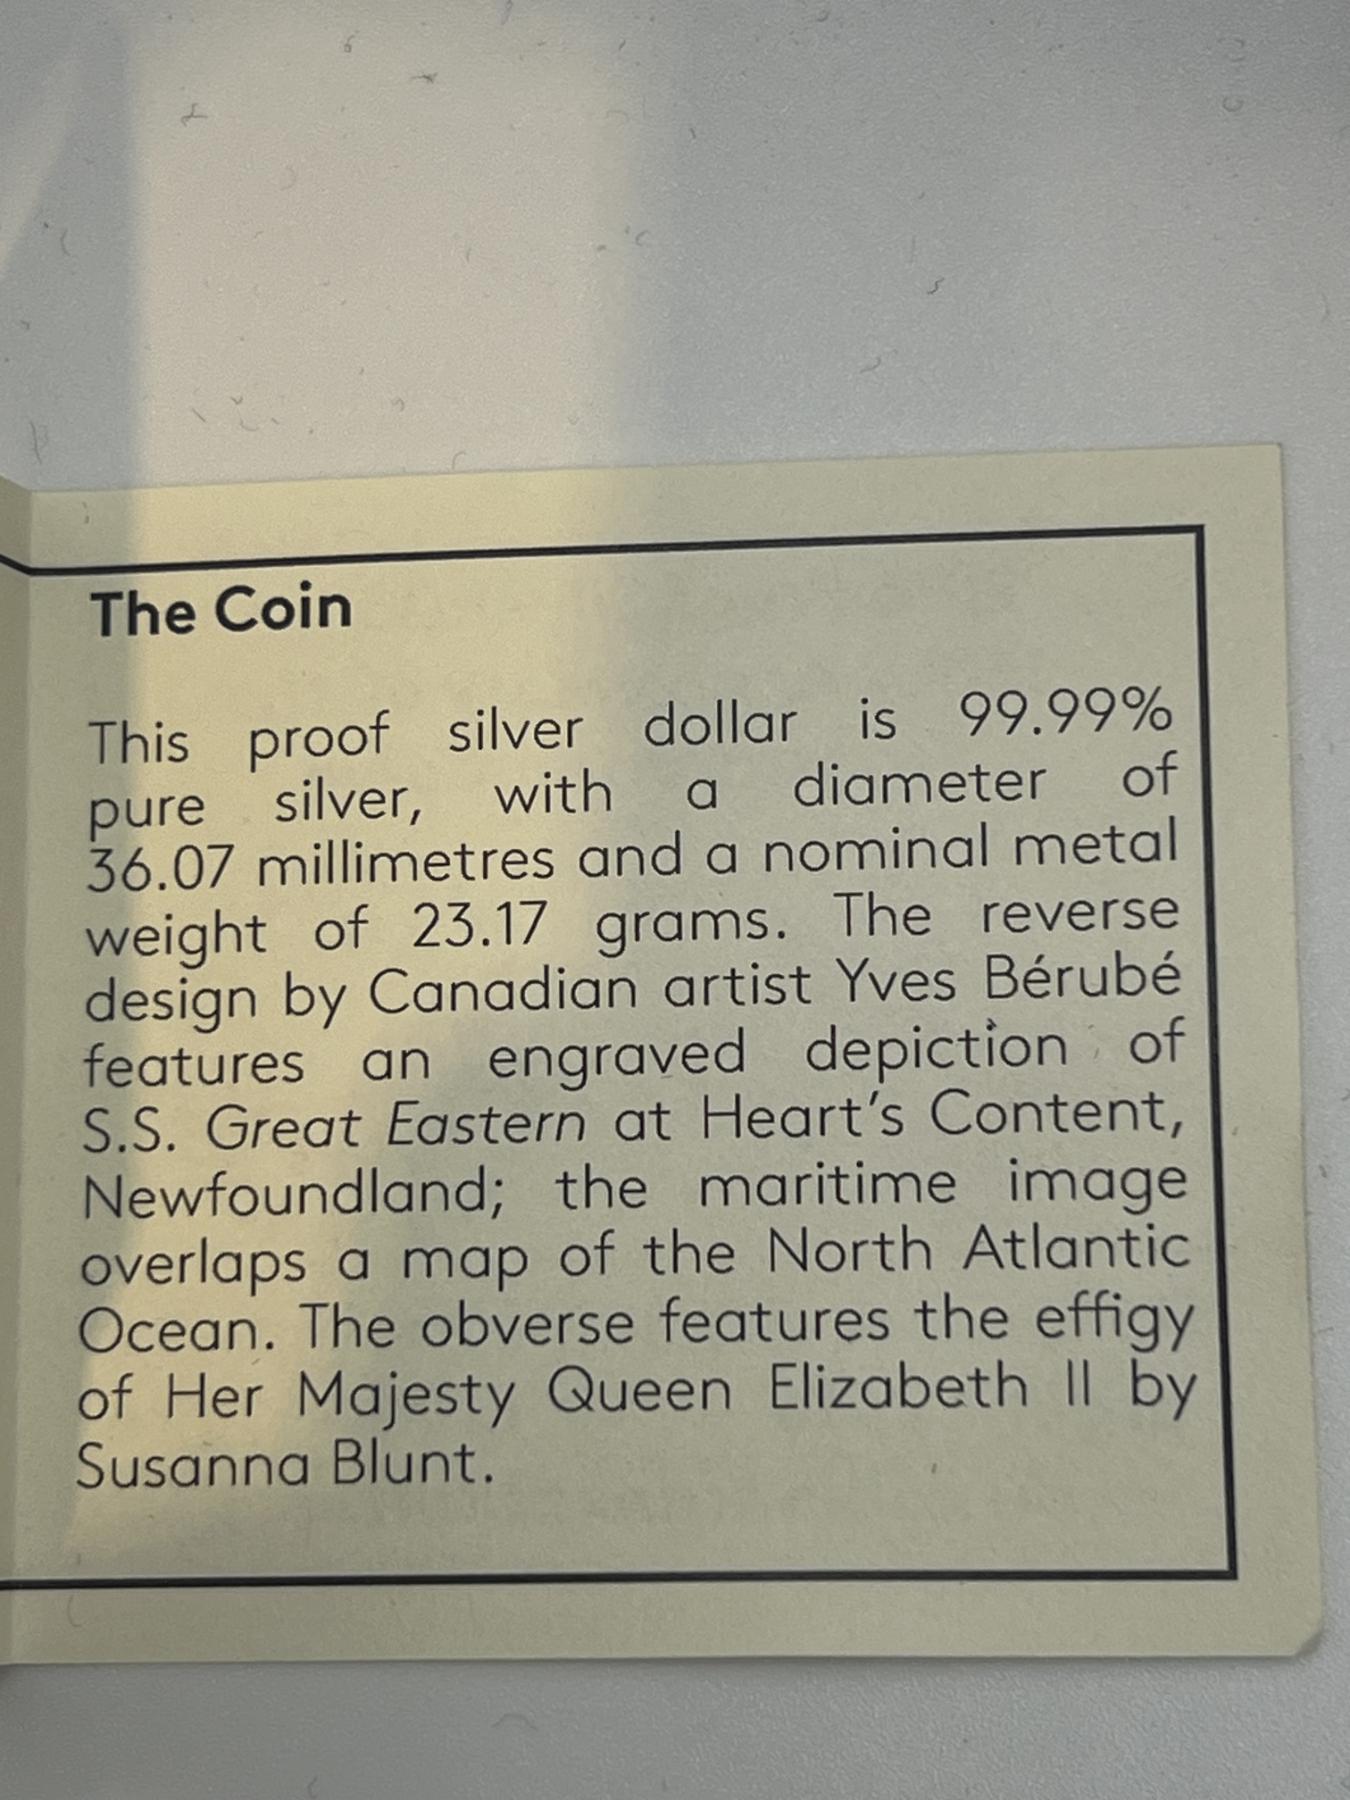 The Coin
This proof silver dollar is 99.99%
pure silver, with a diameter of
36.07 millimetres and a nominal metal
weight of 23.17 grams. The reverse
design by Canadian artist Yves Bérubé
features an engraved depiction of
S.S. Great Eastern at Heart's Content,
Newfoundland; the maritime image
overlaps a map of the North Atlantic
Ocean. The obverse features the effigy
of Her Majesty Queen Elizabeth II by
Susanna Blunt.